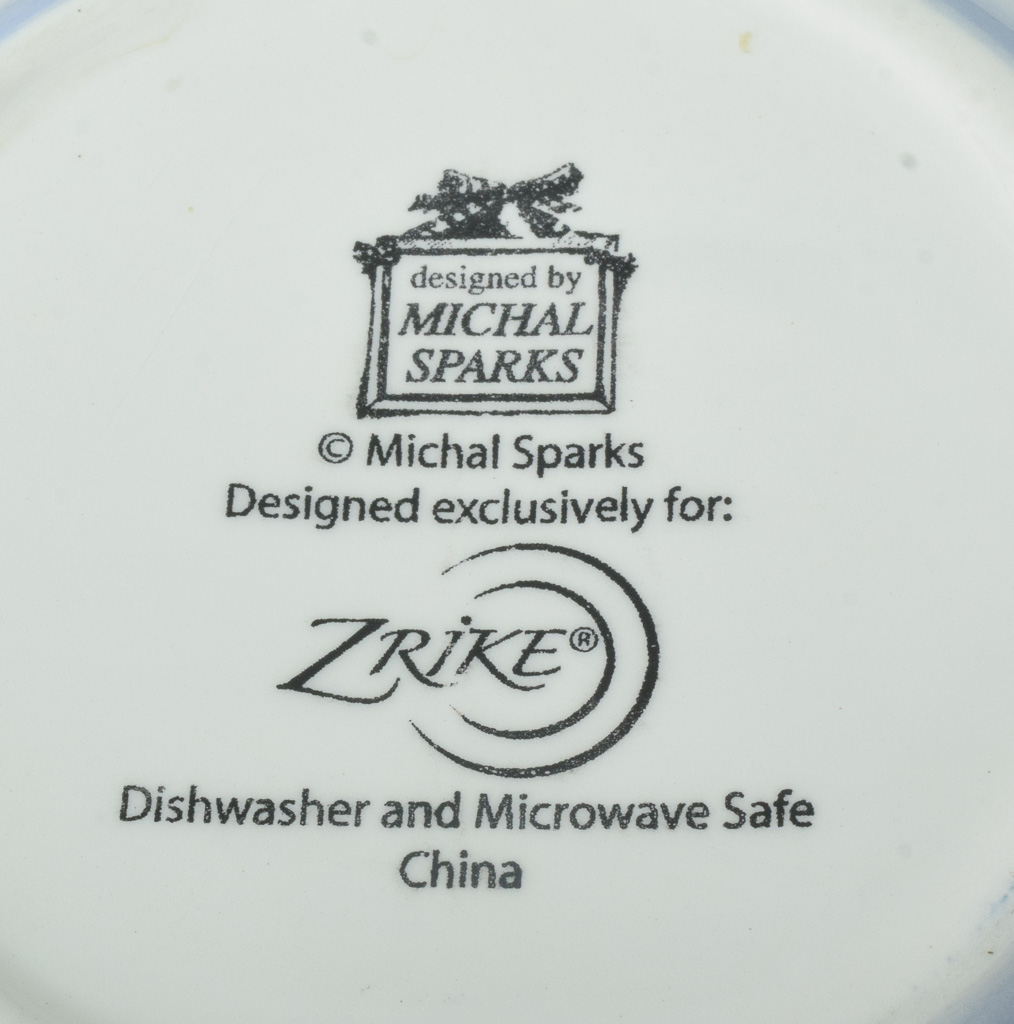 designed by
MICHAL
SPARKS
© Michal Sparks
Designed exclusively for:
ZRiKE®
Dishwasher and Microwave Safe
China